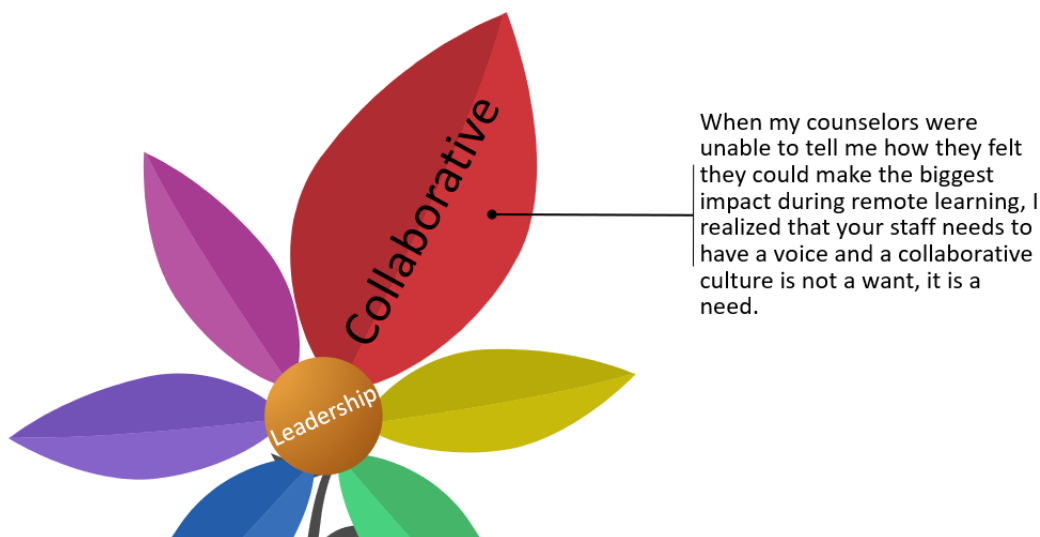 Collaborative
When my counselors were
unable to tell me how they felt
they could make the biggest
impact during remote learning, I
realized that your staff needs to
have a voice and a collaborative
culture is not a want, it is a
need.
Leadership